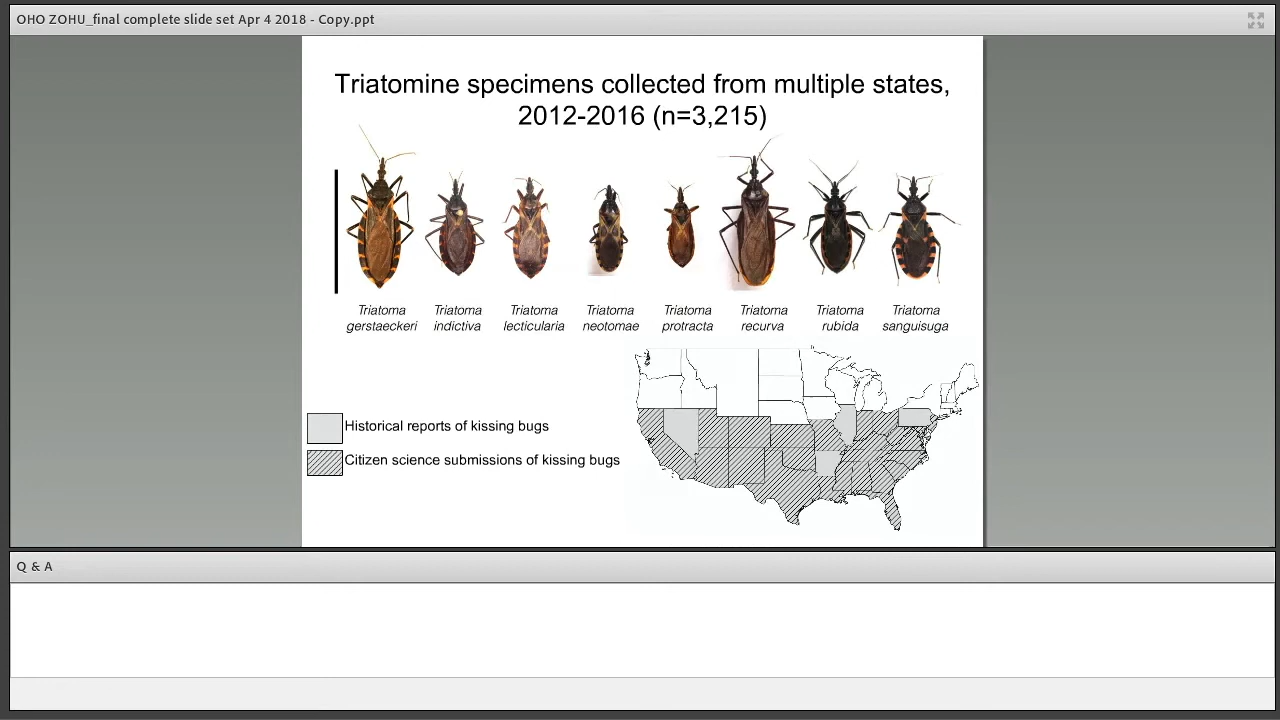 OHO ZOHU_final complete slide set Apr 4 2018 - Copy.ppt
Triatomine specimens collected from multiple states,
2012-2016 (n=3,215)
Triatoma gerstaeckeri
Triatoma indictiva
Triatoma lecticularia
Triatoma neotomae
Triatoma protracta
Triatoma recurva
Triatoma rubida
Triatoma sanguisuga
Historical reports of kissing bugs
Citizen science submissions of kissing bugs
Q & A